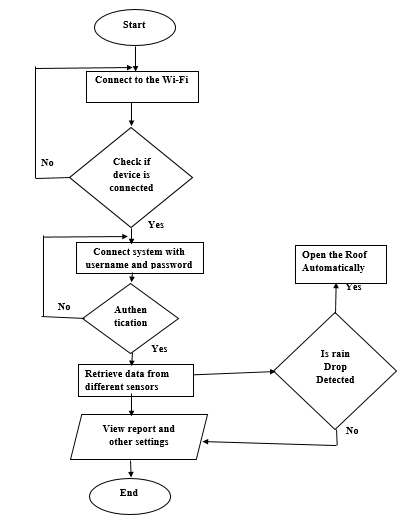 Start
Connect to the Wi-Fi
Check if
device is
connected
No
Yes
Connect system with
username and password
Authen
tication
No
Yes
Retrieve data from
different sensors
Open the Roof
Automatically
Yes
Is rain
Drop
Detected
No
View report and
other settings
End